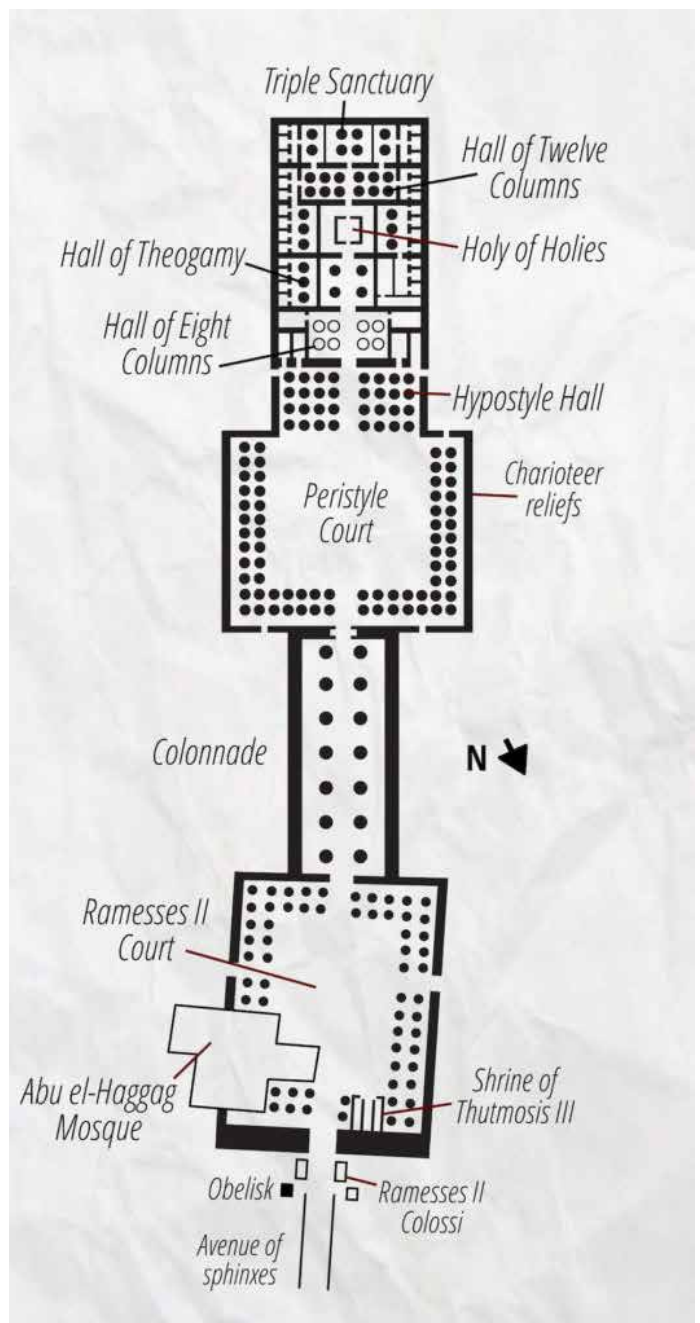 Triple Sanctuary
Hall of Twelve
Columns
Holy of Holies
Hall of Theogamy
Hall of Eight
Columns
Hypostyle Hall
Charioteer
reliefs
Peristyle
Court
Colonnade
N
Ramesses II
Court
Abu el-Haggag
Mosque
Shrine of
Thutmosis III
Obelisk
Ramesses II
Colossi
Avenue of
sphinxes